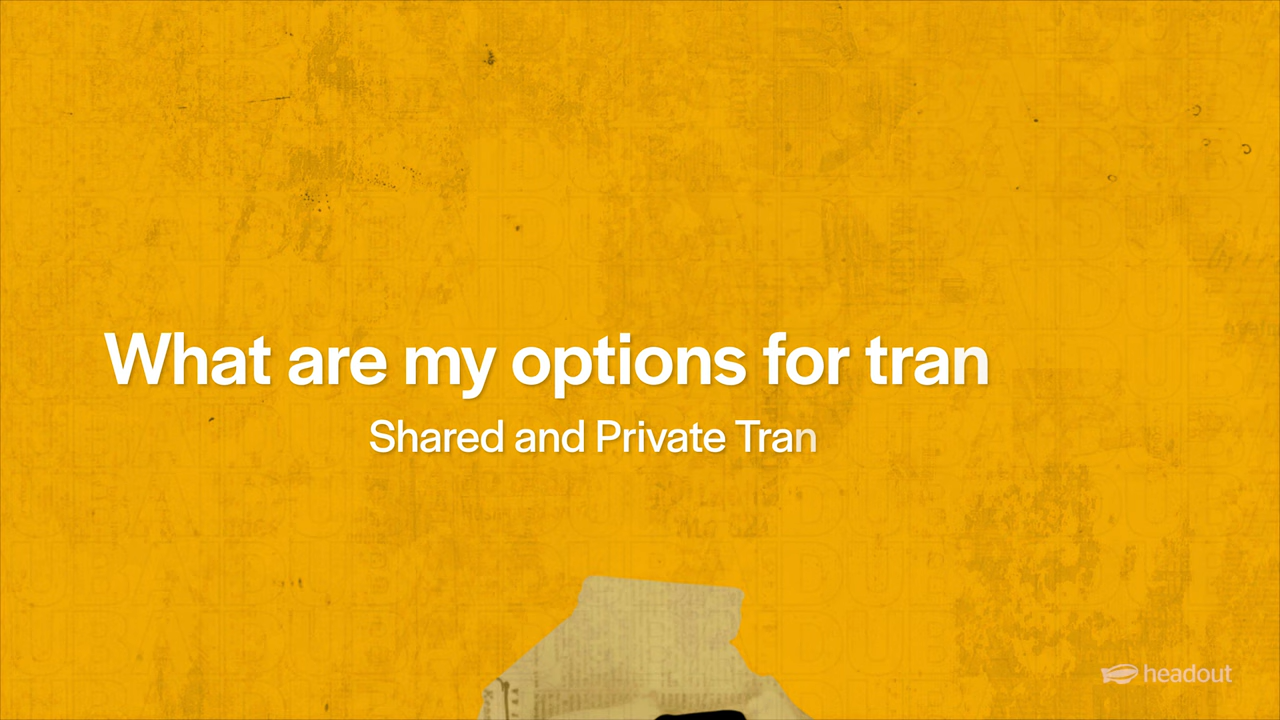 What are my options for tran
Shared and Private Tran
headout